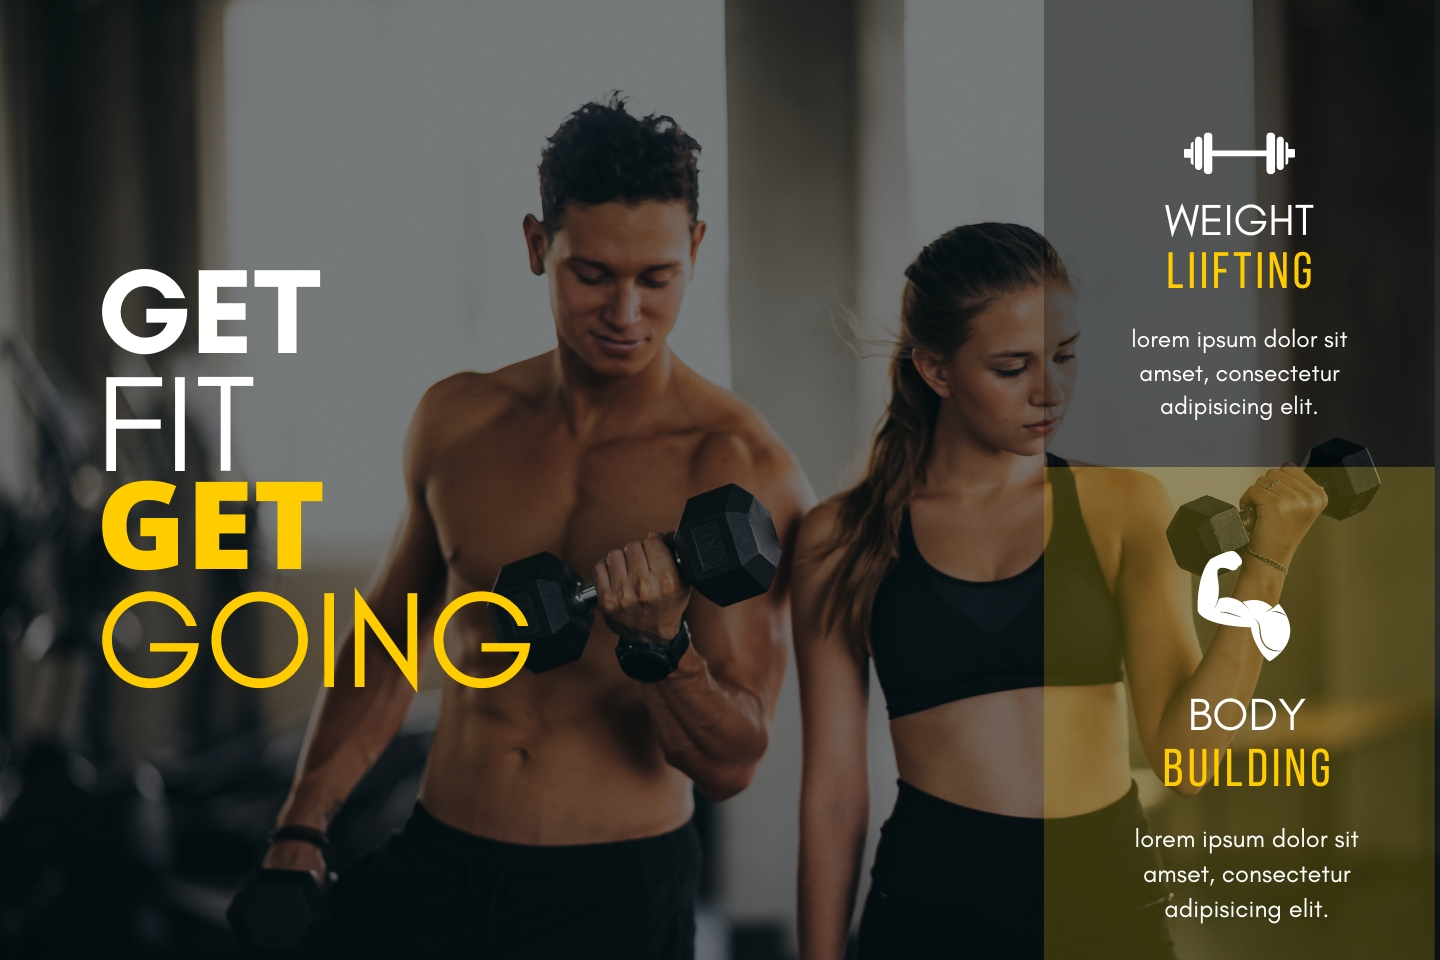 GET
FIT
GET
GOING
WEIGHT
LIIFTING
lorem ipsum dolor sit
amset, consectetur
adipisicing elit.
BODY
BUILDING
lorem ipsum dolor sit
amset, consectetur
adipisicing elit.